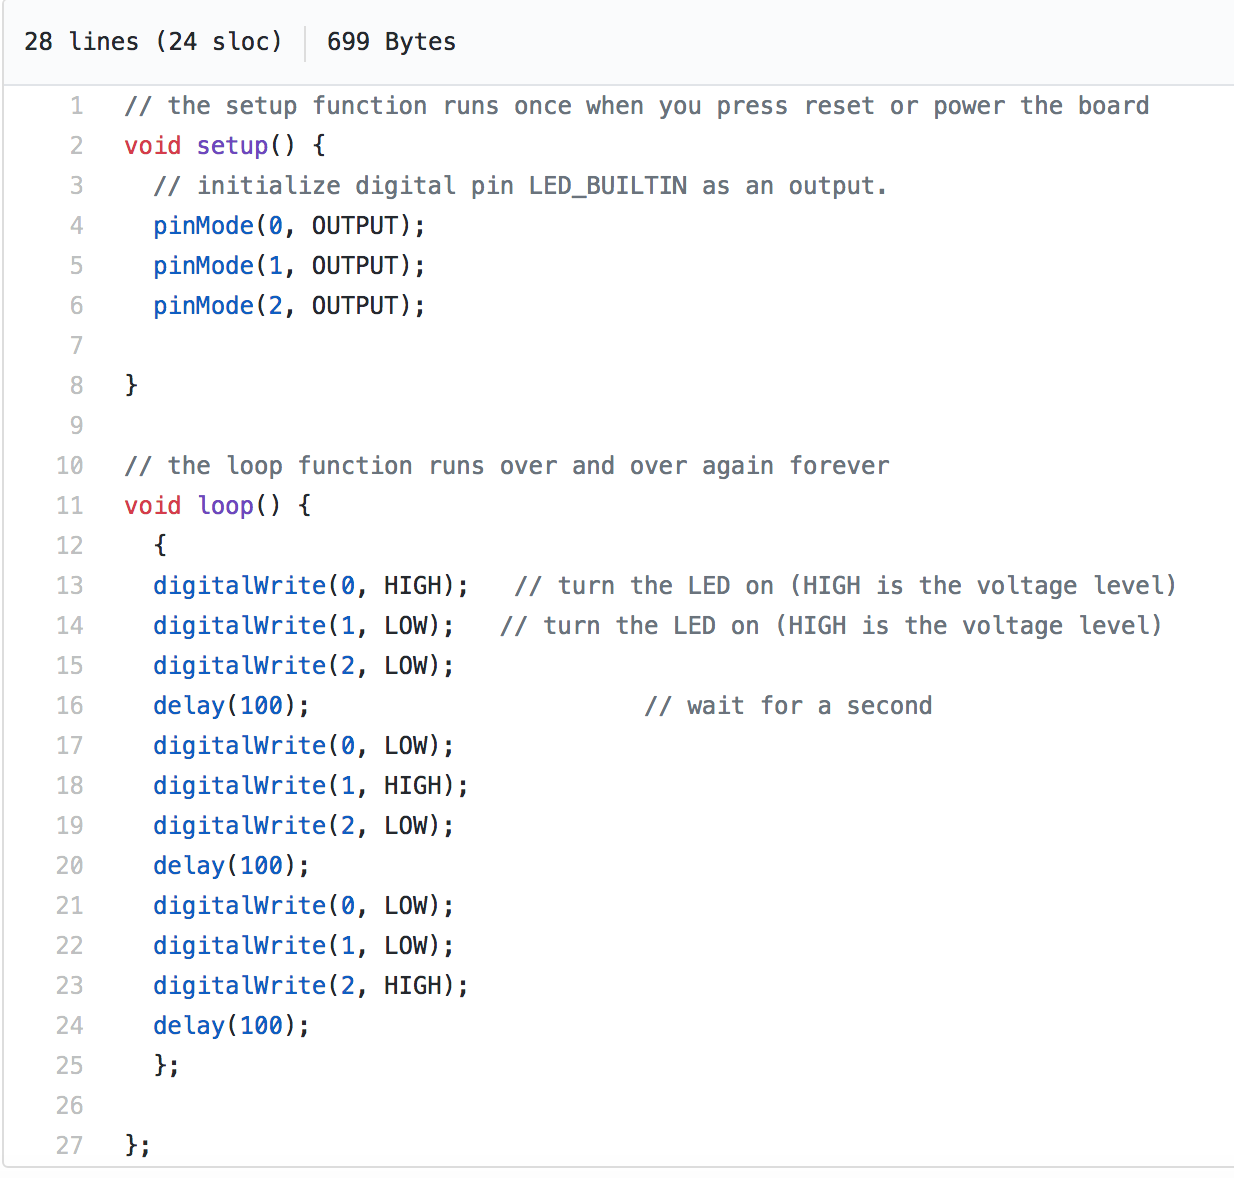 28 lines (24 sloc) 699 Bytes
1 // the setup function runs once when you press reset or power the board
2 void setup() {
3   // initialize digital pin LED_BUILTIN as an output.
4   pinMode(0, OUTPUT);
5   pinMode(1, OUTPUT);
6   pinMode(2, OUTPUT);
7
8 }
9
10 // the loop function runs over and over again forever
11 void loop() {
12   {
13   digitalWrite(0, HIGH);   // turn the LED on (HIGH is the voltage level)
14   digitalWrite(1, LOW);   // turn the LED on (HIGH is the voltage level)
15   digitalWrite(2, LOW);
16   delay(100);                       // wait for a second
17   digitalWrite(0, LOW);
18   digitalWrite(1, HIGH);
19   digitalWrite(2, LOW);
20   delay(100);
21   digitalWrite(0, LOW);
22   digitalWrite(1, LOW);
23   digitalWrite(2, HIGH);
24   delay(100);
25   };
26
27 };